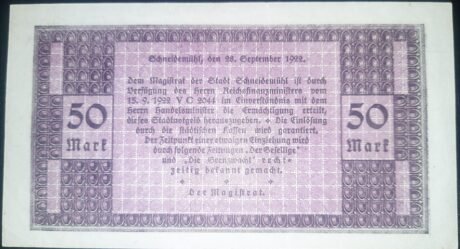 Schneidemühl, den 28. September 1922.
Dem Magistrat der Stadt Schneidemühl ist durch
Verfügung des Herrn Reichsfinanzministers vom
15. 9. 1922 V C 2044 im Einverständnis mit dem
Herrn Handelsminister die Ermächtigung erteilt,
dieses Stadtnotgeld herauszugeben. + Die Einlösung
durch die städtischen Kassen wird garantiert.
Der Zeitpunkt einer etwaigen Einziehung wird
durch folgende Zeitungen „Der Gesellige"
und „Die Grenzwacht" recht=
zeitig bekannt gemacht.
Der Magistrat.
50
Mark
50
Mark